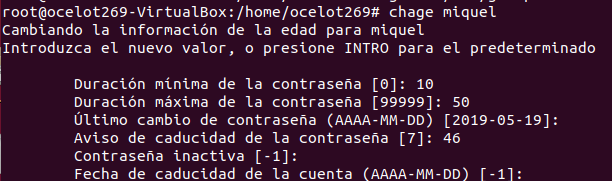 root@ocelot269-VirtualBox:/home/ocelot269# chage miquel
Cambiando la información de la edad para miquel
Introduzca el nuevo valor, o presione INTRO para el predeterminado
Duración mínima de la contraseña [0]: 10
Duración máxima de la contraseña [99999]: 50
Último cambio de contraseña (AAAA-MM-DD) [2019-05-19]:
Aviso de caducidad de la contraseña [7]: 46
Contraseña inactiva [-1]:
Fecha de caducidad de la cuenta (AAAA-MM-DD) [-1]: